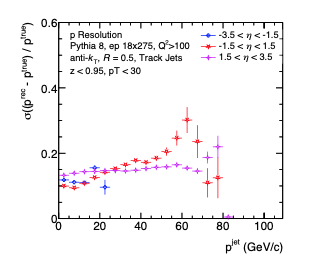 0.6
0.4
0.2
0
σ((p^rec - p^true) / p^true)
p Resolution
Pythia 8, ep 18x275, Q²>100
anti-k_T, R = 0.5, Track Jets
z < 0.95, pT < 30
-3.5 < η < -1.5
-1.5 < η < 1.5
1.5 < η < 3.5
0 20 40 60 80 100
p^jet (GeV/c)